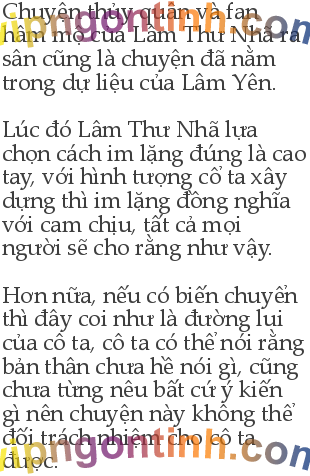 Chuyện thủy quân và fan
hâm mộ của Lâm Thư Nhã ra
sân cũng là chuyện đã nằm
trong dự liệu của Lâm Yên.
Lúc đó Lâm Thư Nhã lựa
chọn cách im lặng đúng là cao
tay, với hình tượng cổ ta xây
dựng thì im lặng đồng nghĩa
với cam chịu, tất cả mọi
người sẽ cho rằng như vậy.
Hơn nữa, nếu có biến chuyển
thì đây coi như là đường lui
của cô ta, cô ta có thể nói rằng
bản thân chưa hề nói gì, cũng
chưa từng nêu bất cứ ý kiến
gì nên chuyện này không thể
đổi trách nhiệm cho cô ta
được.
vipngontinh.com
vipngontinh.com